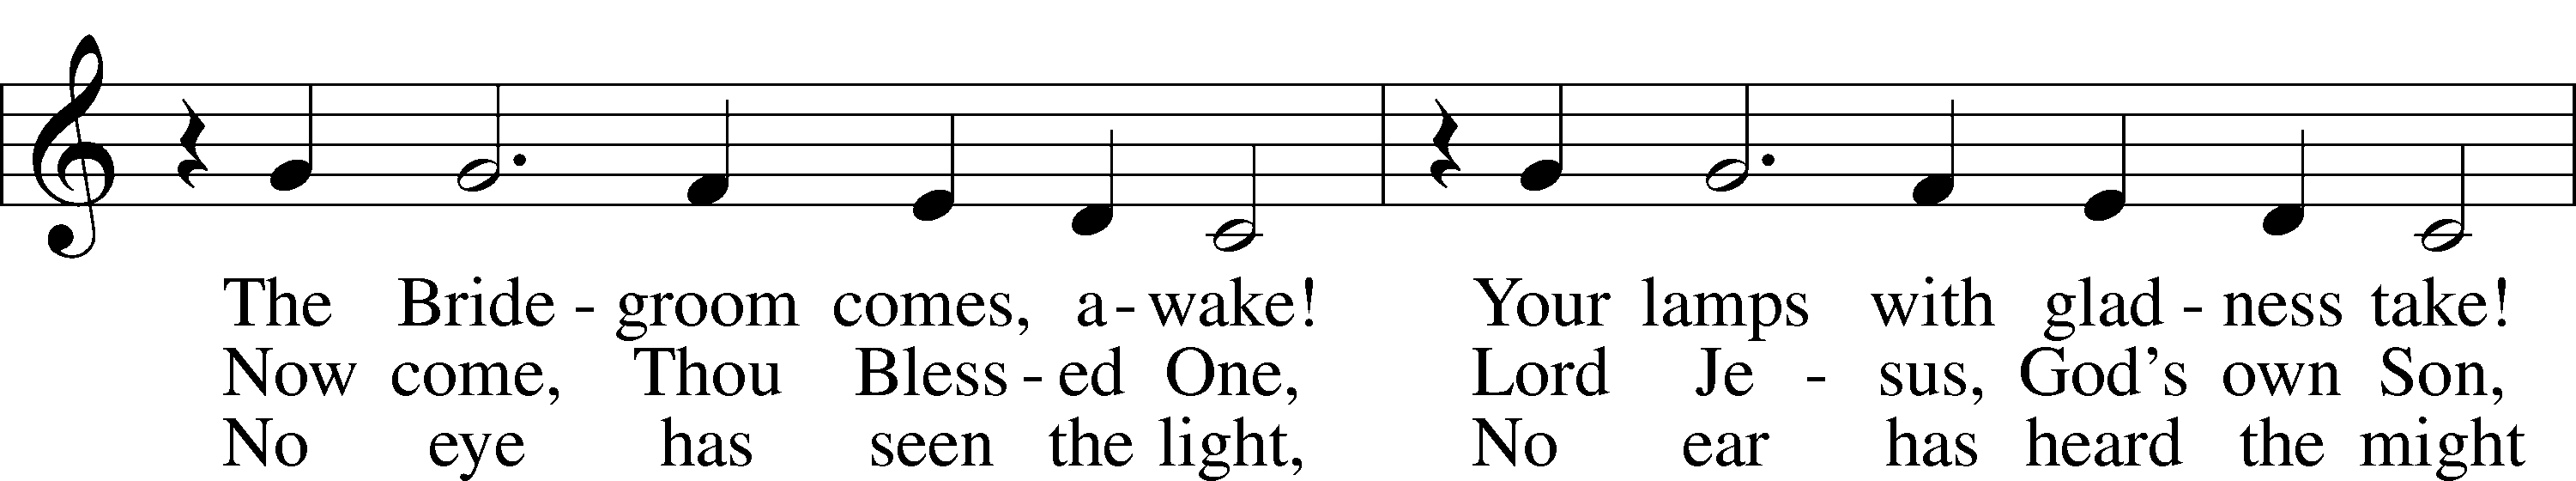 The Bride - groom comes, a - wake! Your lamps with glad - ness take!
Now come, Thou Bless - ed One, Lord Je - sus, God’s own Son,
No eye has seen the light, No ear has heard the might